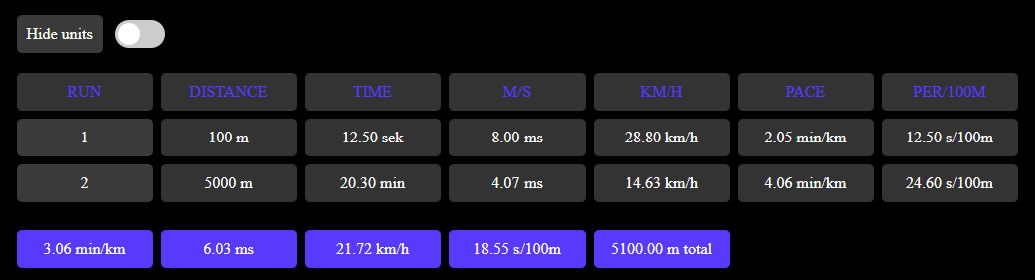 Hide units
RUN DISTANCE TIME M/S KM/H PACE PER/100M
1 100 m 12.50 sek 8.00 ms 28.80 km/h 2.05 min/km 12.50 s/100m
2 5000 m 20.30 min 4.07 ms 14.63 km/h 4.06 min/km 24.60 s/100m
3.06 min/km 6.03 ms 21.72 km/h 18.55 s/100m 5100.00 m total